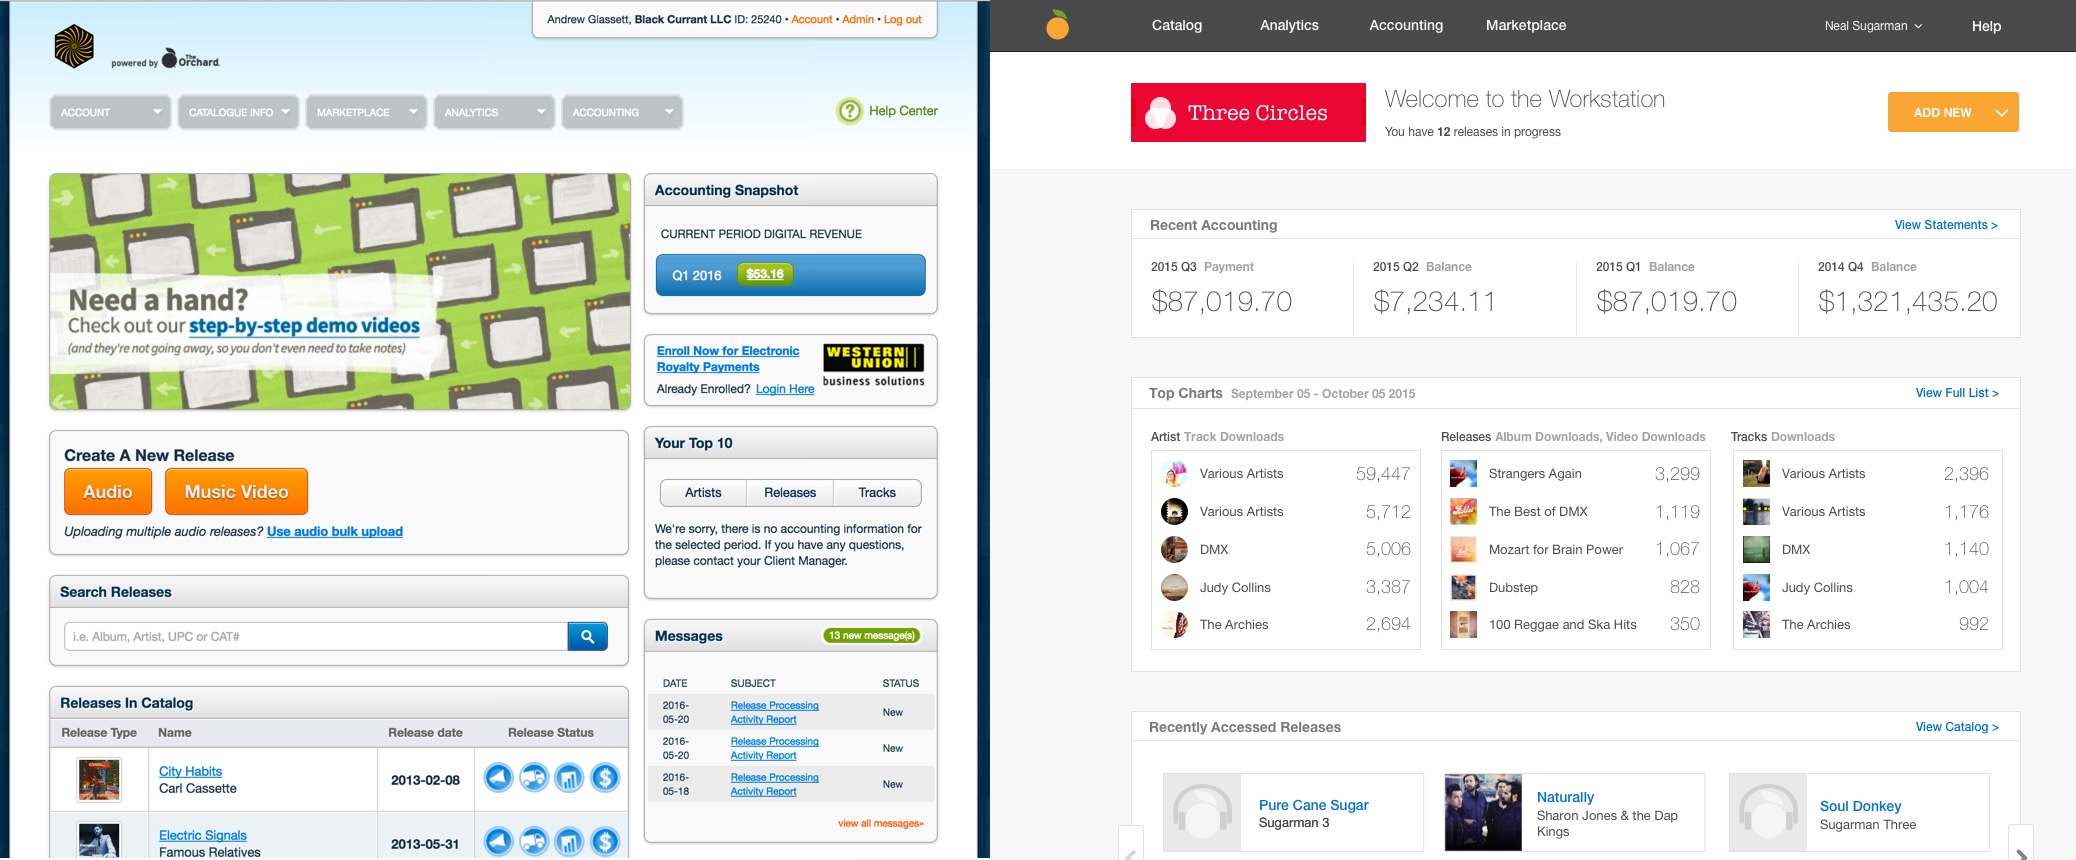 Andrew Glassett, Black Currant LLC ID: 25240 • Account • Admin • Log out
powered by The Orchard.
ACCOUNT
CATALOGUE INFO
MARKETPLACE
ANALYTICS
ACCOUNTING
Help Center
Need a hand?
Check out our step-by-step demo videos
(and they're not going away, so you don't even need to take notes)
Accounting Snapshot
CURRENT PERIOD DIGITAL REVENUE
Q1 2016 $53.16
Enroll Now for Electronic
Royalty Payments
Already Enrolled? Login Here
WESTERN
UNION
business solutions
Create A New Release
Audio
Music Video
Uploading multiple audio releases? Use audio bulk upload
Your Top 10
Artists
Releases
Tracks
We're sorry, there is no accounting information for
the selected period. If you have any questions,
please contact your Client Manager.
Search Releases
i.e. Album, Artist, UPC or CAT#
Messages
13 new message(s)
DATE SUBJECT STATUS
2016-
05-20
Release Processing
Activity Report
New
2016-
05-20
Release Processing
Activity Report
New
2016-
05-18
Release Processing
Activity Report
New
view all messages»
Releases In Catalog
Release Type Name Release date Release Status
City Habits
Carl Cassette
2013-02-08
Electric Signals
Famous Relatives
2013-05-31
Catalog
Analytics
Accounting
Marketplace
Neal Sugarman
Help
Three Circles
Welcome to the Workstation
You have 12 releases in progress
ADD NEW
Recent Accounting
View Statements >
2015 Q3 Payment
$87,019.70
2015 Q2 Balance
$7,234.11
2015 Q1 Balance
$87,019.70
2014 Q4 Balance
$1,321,435.20
Top Charts September 05 - October 05 2015
View Full List >
Artist Track Downloads
Various Artists 59,447
Various Artists 5,712
DMX 5,006
Judy Collins 3,387
The Archies 2,694
Releases Album Downloads, Video Downloads
Strangers Again 3,299
The Best of DMX 1,119
Mozart for Brain Power 1,067
Dubstep 828
100 Reggae and Ska Hits 350
Tracks Downloads
Various Artists 2,396
Various Artists 1,176
DMX 1,140
Judy Collins 1,004
The Archies 992
Recently Accessed Releases
View Catalog >
Pure Cane Sugar
Sugarman 3
Naturally
Sharon Jones & the Dap
Kings
Soul Donkey
Sugarman Three